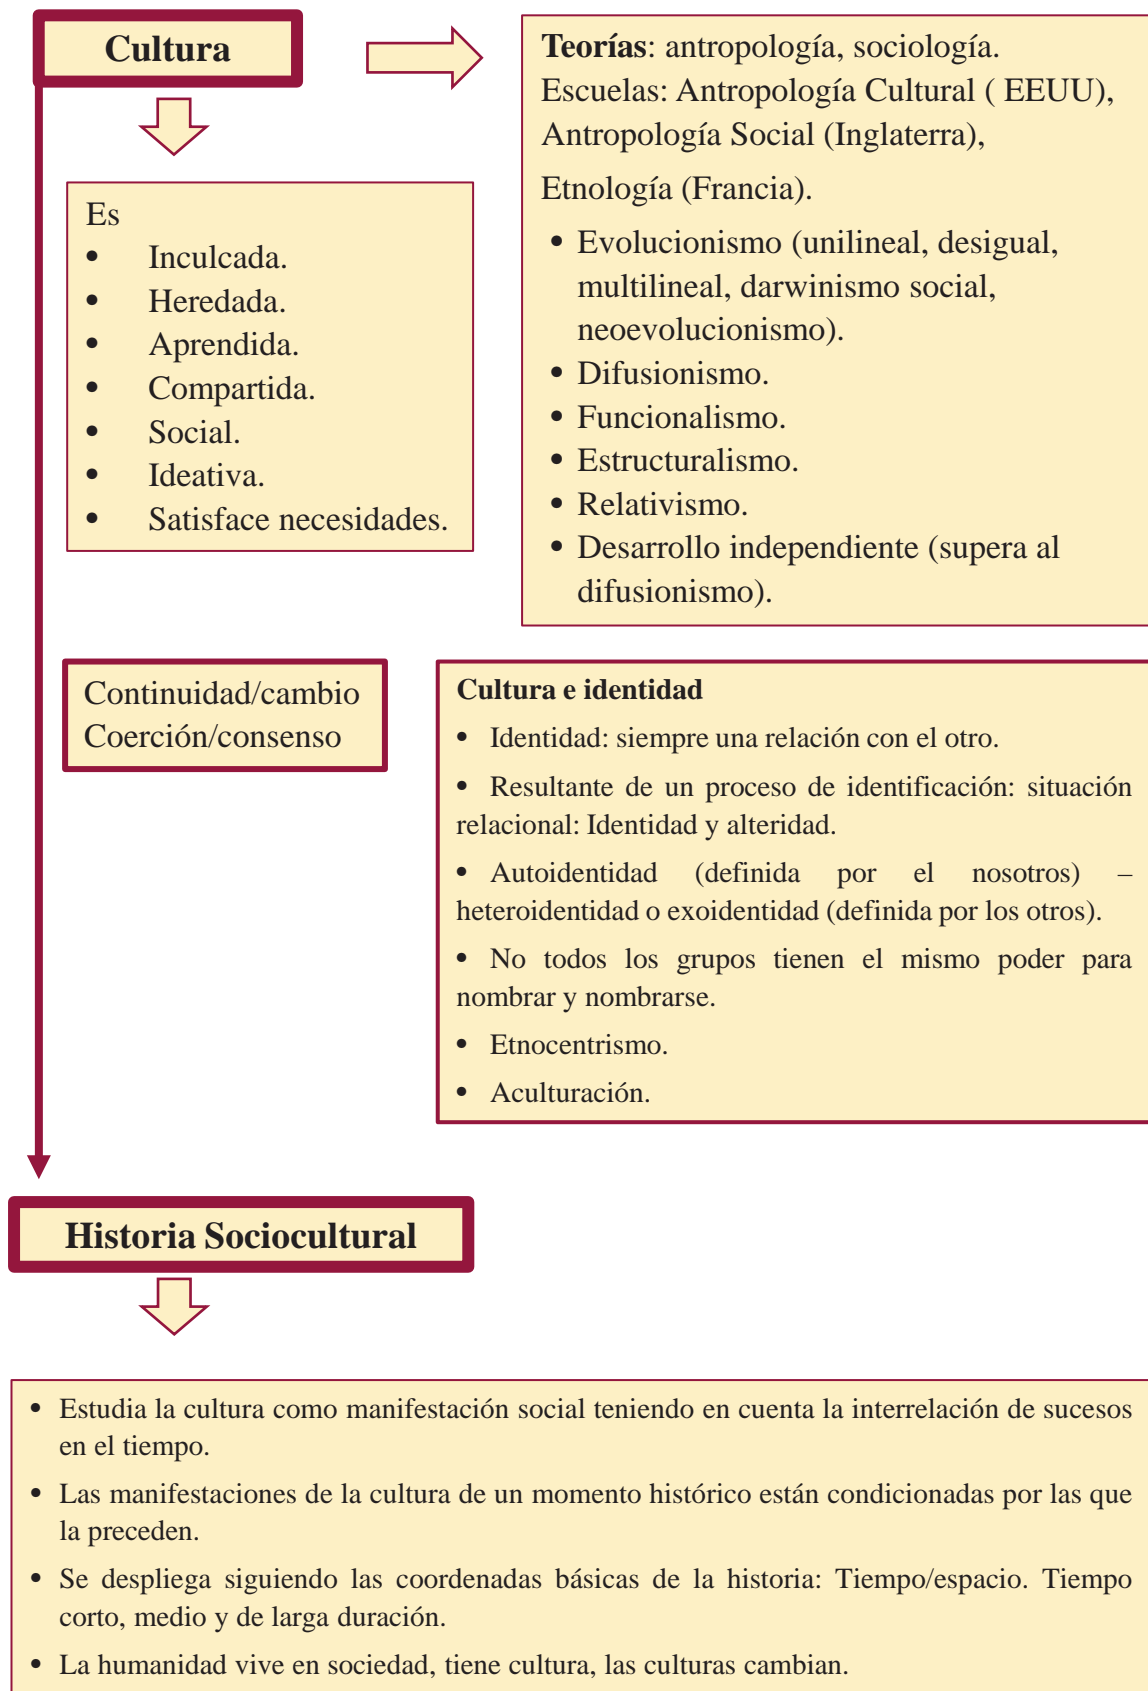 Cultura
Teorías: antropología, sociología.
Escuelas: Antropología Cultural ( EEUU),
Antropología Social (Inglaterra),
Etnología (Francia).
• Evolucionismo (unilineal, desigual,
multilineal, darwinismo social,
neoevolucionismo).
• Difusionismo.
• Funcionalismo.
• Estructuralismo.
• Relativismo.
• Desarrollo independiente (supera al
difusionismo).
Es
• Inculcada.
• Heredada.
• Aprendida.
• Compartida.
• Social.
• Ideativa.
• Satisface necesidades.
Continuidad/cambio
Coerción/consenso
Cultura e identidad
• Identidad: siempre una relación con el otro.
• Resultante de un proceso de identificación: situación
relacional: Identidad y alteridad.
• Autoidentidad (definida por el nosotros) –
heteroidentidad o exoidentidad (definida por los otros).
• No todos los grupos tienen el mismo poder para
nombrar y nombrarse.
• Etnocentrismo.
• Aculturación.
Historia Sociocultural
• Estudia la cultura como manifestación social teniendo en cuenta la interrelación de sucesos
en el tiempo.
• Las manifestaciones de la cultura de un momento histórico están condicionadas por las que
la preceden.
• Se despliega siguiendo las coordenadas básicas de la historia: Tiempo/espacio. Tiempo
corto, medio y de larga duración.
• La humanidad vive en sociedad, tiene cultura, las culturas cambian.